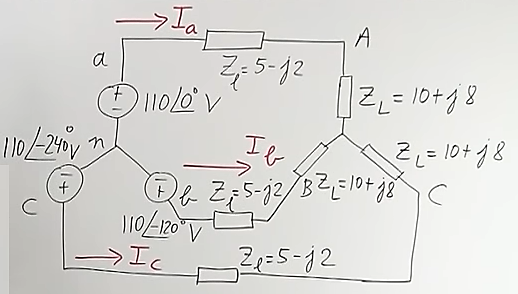 Ia
A
a
Zl = 5-j2
110∠0° V
ZL = 10+j8
110∠-240° V
n
Ib
ZL = 10+j8
C
b
Zl = 5-j2
B
ZL = 10+j8
C
110∠-120° V
Ic
Zl = 5-j2
+
-
-
+
-
+